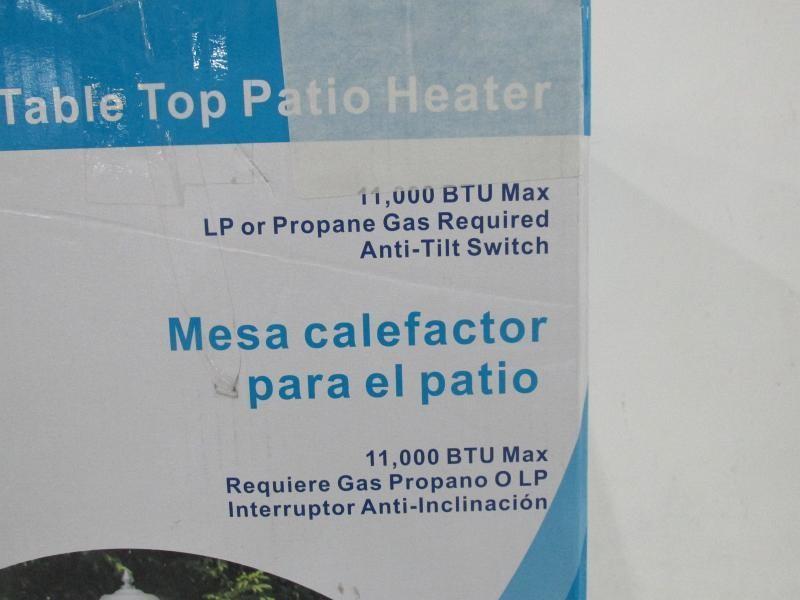 Table Top Patio Heater
11,000 BTU Max
LP or Propane Gas Required
Anti-Tilt Switch
Mesa calefactor
para el patio
11,000 BTU Max
Requiere Gas Propano O LP
Interruptor Anti-Inclinación